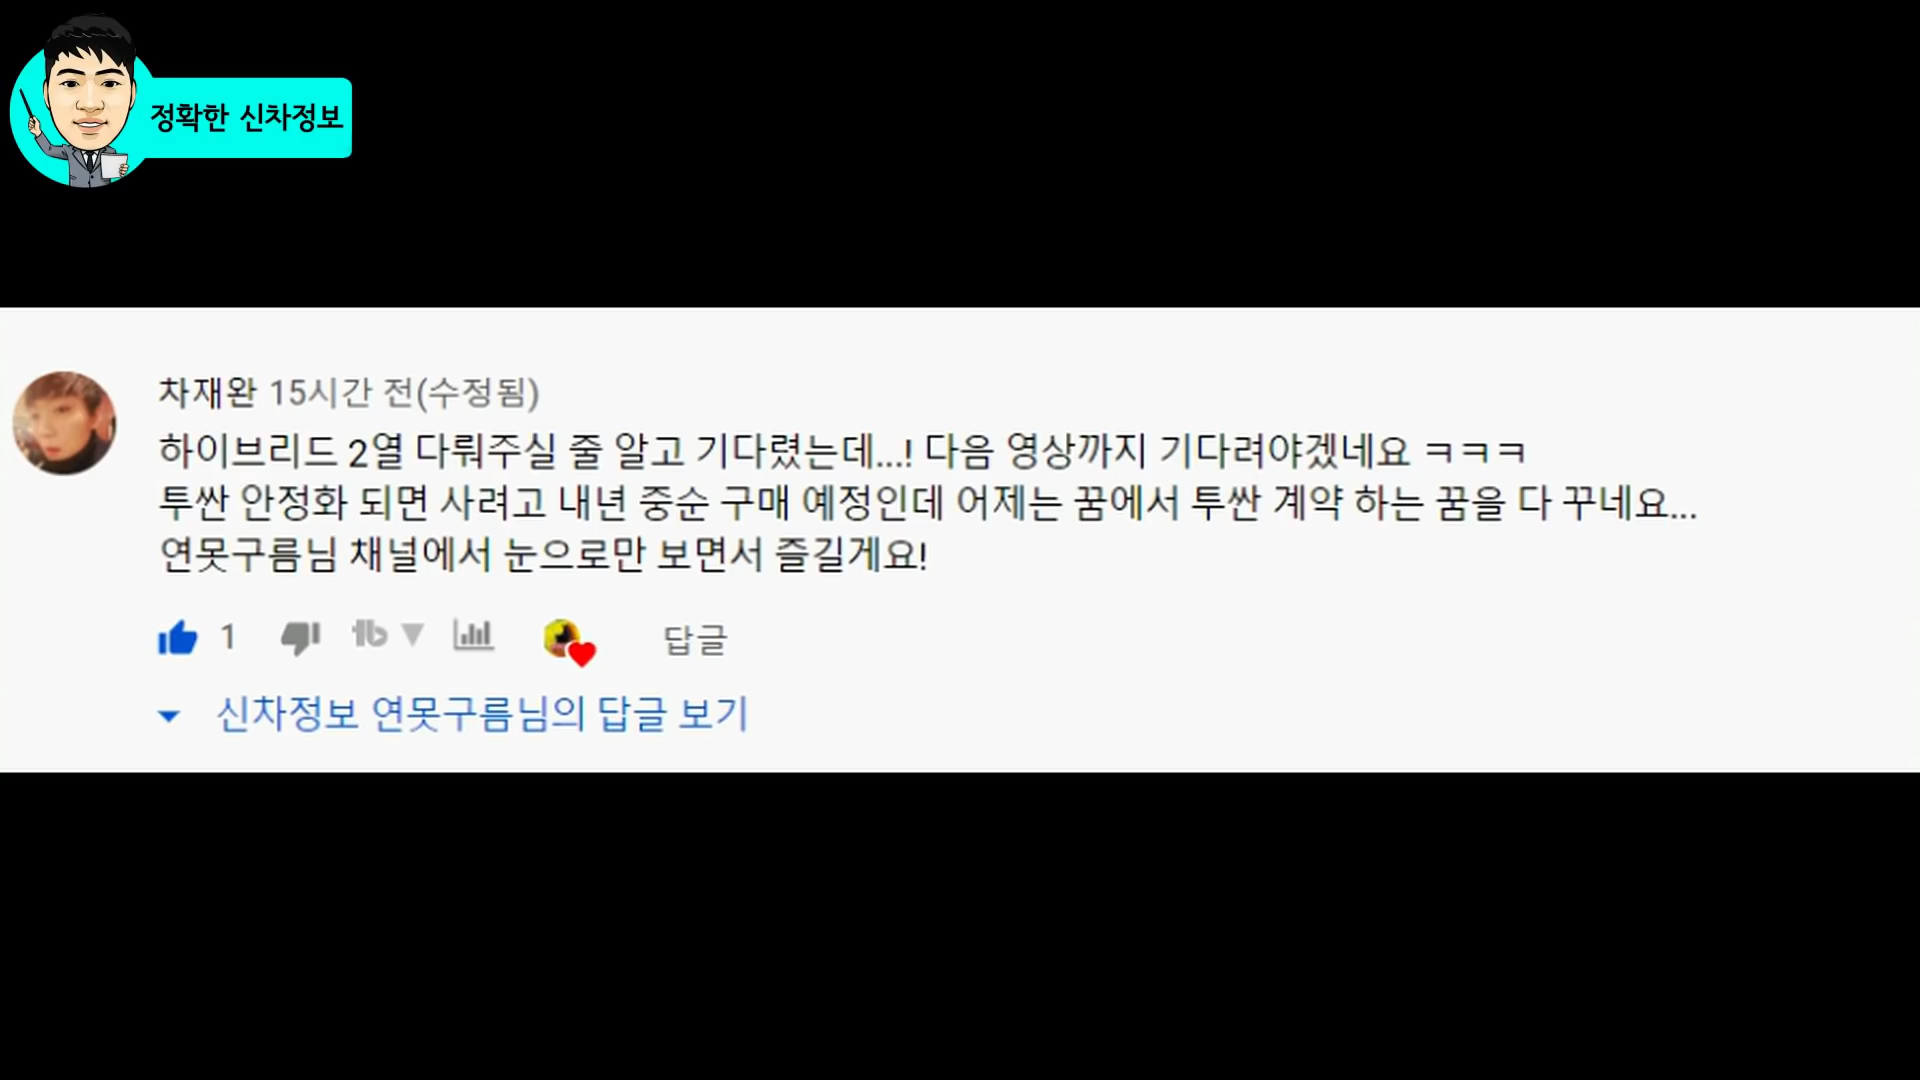 정확한 신차정보
차재완 15시간 전(수정됨)
하이브리드 2열 다뤄주실 줄 알고 기다렸는데...! 다음 영상까지 기다려야겠네요 ㅋㅋㅋ
투싼 안정화 되면 사려고 내년 중순 구매 예정인데 어제는 꿈에서 투싼 계약 하는 꿈을 다 꾸네요...
연못구름님 채널에서 눈으로만 보면서 즐길게요!
1 답글
신차정보 연못구름님의 답글 보기